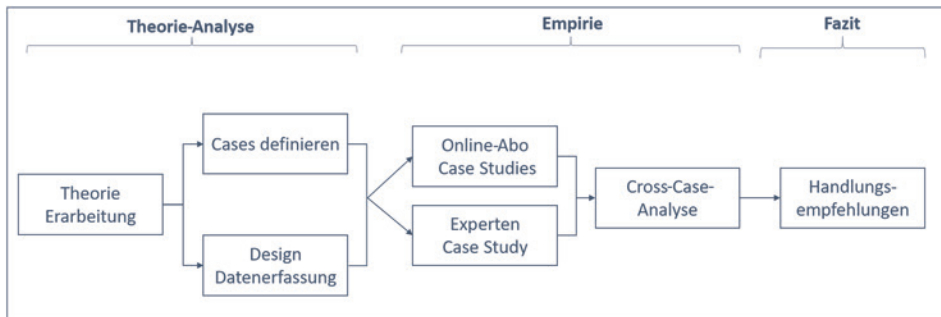 Theorie-Analyse
Empirie
Fazit
Theorie
Erarbeitung
Cases definieren
Design
Datenerfassung
Online-Abo
Case Studies
Experten
Case Study
Cross-Case-
Analyse
Handlungs-
empfehlungen